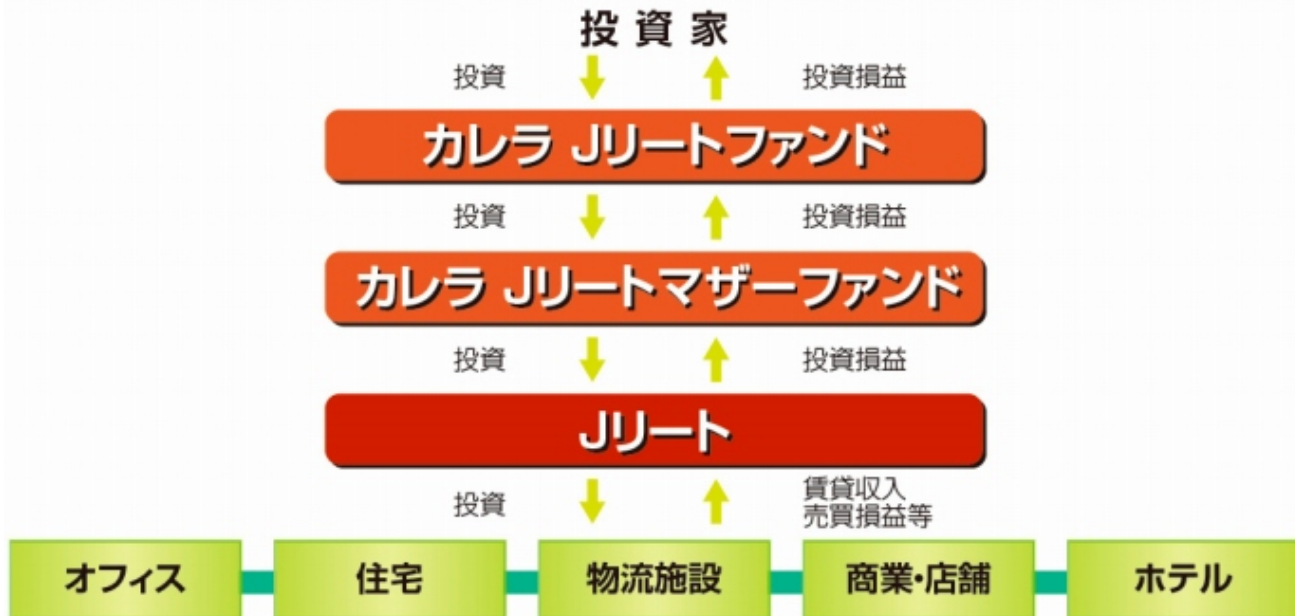 投資家
投資 投資損益
カレラ Jリートファンド
投資 投資損益
カレラ Jリートマザーファンド
投資 投資損益
Jリート
投資 賃貸収入
売買損益等
オフィス 住宅 物流施設 商業・店舗 ホテル